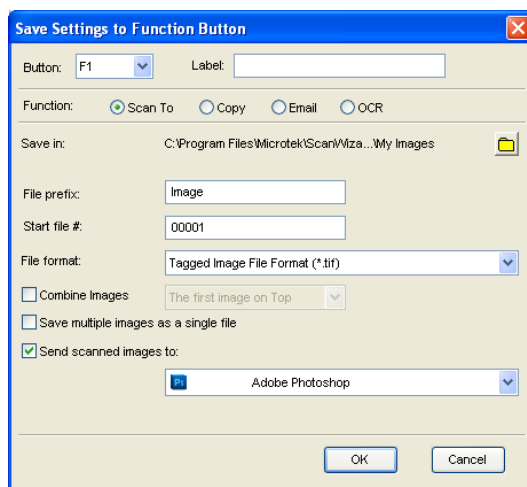 Save Settings to Function Button
Button: F1 Label:
Function: Scan To Copy Email OCR
Save in: C:\Program Files\Microtek\ScanWiza...\My Images
File prefix: Image
Start file #: 00001
File format: Tagged Image File Format (*.tif)
Combine Images The first image on Top
Save multiple images as a single file
Send scanned images to:
Ps Adobe Photoshop
OK Cancel